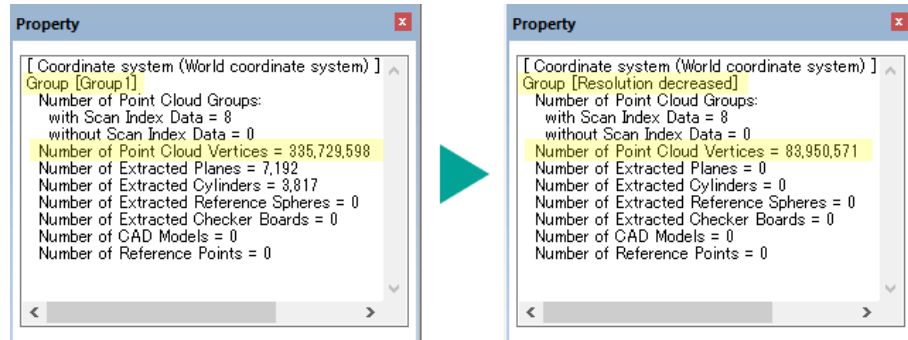 Property
[ Coordinate system (World coordinate system) ]
Group [Group1]
Number of Point Cloud Groups:
with Scan Index Data = 8
without Scan Index Data = 0
Number of Point Cloud Vertices = 335,729,598
Number of Extracted Planes = 7,192
Number of Extracted Cylinders = 3,817
Number of Extracted Reference Spheres = 0
Number of Extracted Checker Boards = 0
Number of CAD Models = 0
Number of Reference Points = 0
Property
[ Coordinate system (World coordinate system) ]
Group [Resolution decreased]
Number of Point Cloud Groups:
with Scan Index Data = 8
without Scan Index Data = 0
Number of Point Cloud Vertices = 83,950,571
Number of Extracted Planes = 0
Number of Extracted Cylinders = 0
Number of Extracted Reference Spheres = 0
Number of Extracted Checker Boards = 0
Number of CAD Models = 0
Number of Reference Points = 0